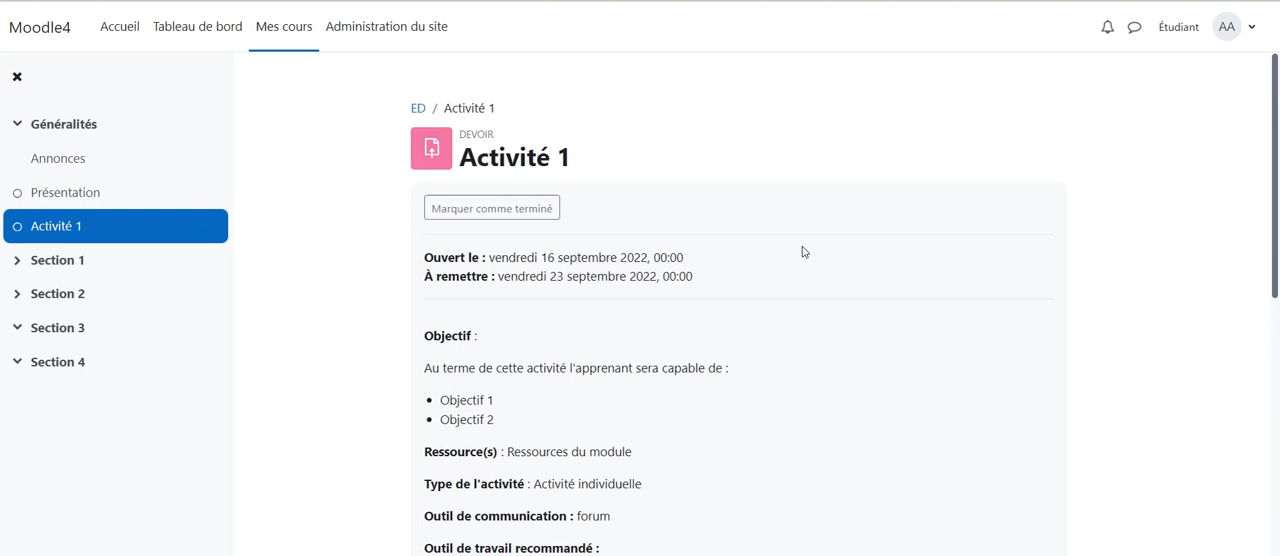 Moodle4 Accueil Tableau de bord Mes cours Administration du site Étudiant AA
Généralités
Annonces
Présentation
Activité 1
Section 1
Section 2
Section 3
Section 4
ED / Activité 1
DEVOIR
Activité 1
Marquer comme terminé
Ouvert le : vendredi 16 septembre 2022, 00:00
À remettre : vendredi 23 septembre 2022, 00:00
Objectif :
Au terme de cette activité l'apprenant sera capable de :
• Objectif 1
• Objectif 2
Ressource(s) : Ressources du module
Type de l'activité : Activité individuelle
Outil de communication : forum
Outil de travail recommandé :